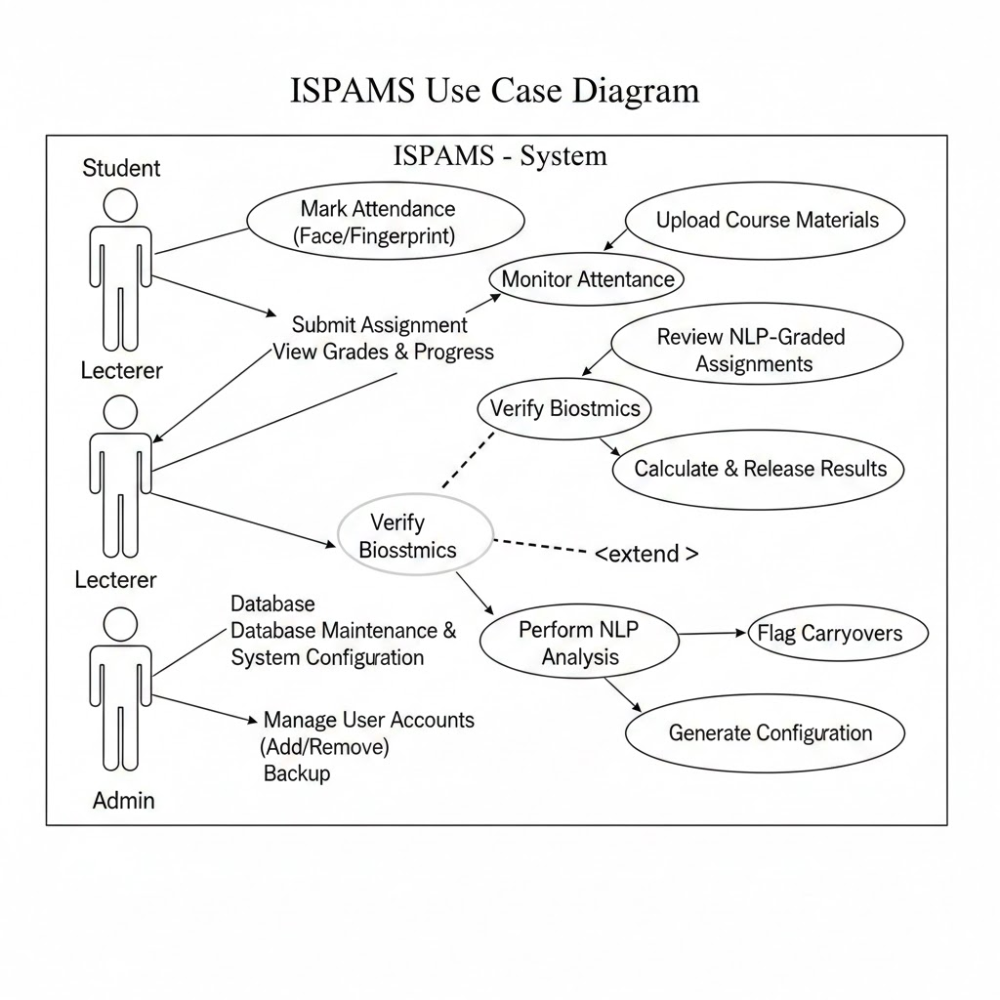 ISPAMS Use Case Diagram
ISPAMS - System
Student
Mark Attendance
(Face/Fingerprint)
Upload Course Materials
Monitor Attentance
Submit Assignment
View Grades & Progress
Review NLP-Graded
Assignments
Lecterer
Verify Biostmics
Calculate & Release Results
Verify
Biosstmics
<extend >
Lecterer
Database
Database Maintenance &
System Configuration
Perform NLP
Analysis
Flag Carryovers
Manage User Accounts
(Add/Remove)
Backup
Generate Configuration
Admin